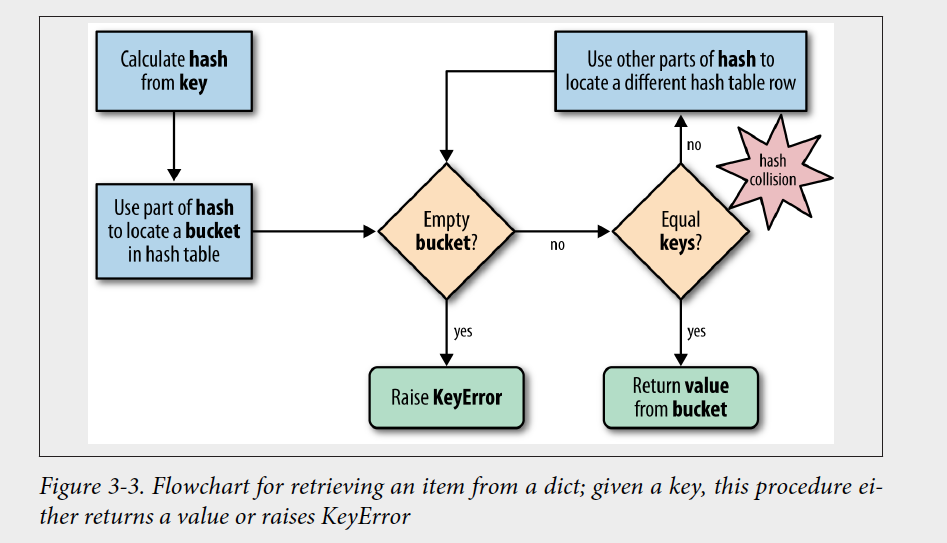 Calculate hash
from key
Use other parts of hash to
locate a different hash table row
no
hash
collision
Use part of hash
to locate a bucket
in hash table
Empty
bucket?
no
Equal
keys?
yes
yes
Raise KeyError
Return value
from bucket
Figure 3-3. Flowchart for retrieving an item from a dict; given a key, this procedure ei-
ther returns a value or raises KeyError